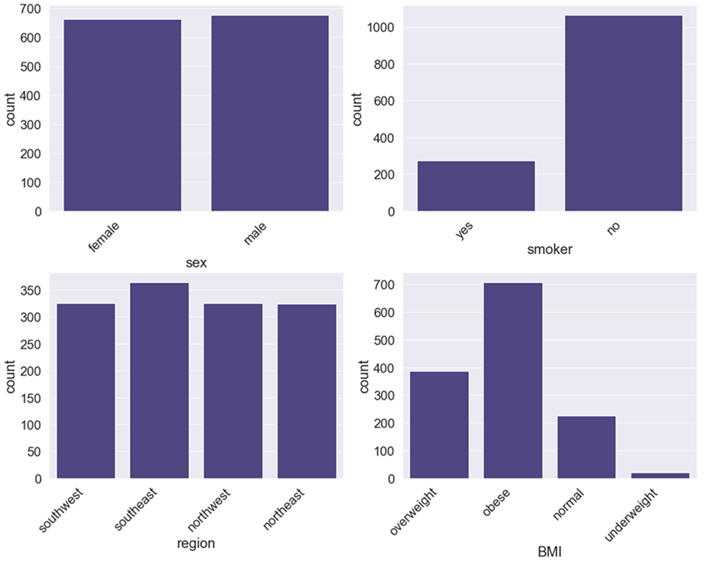 700
600
500
400
300
200
100
0
count
female
male
sex
1000
800
600
400
200
0
count
yes
no
smoker
350
300
250
200
150
100
50
0
count
southwest
southeast
northwest
northeast
region
700
600
500
400
300
200
100
0
count
overweight
obese
normal
underweight
BMI